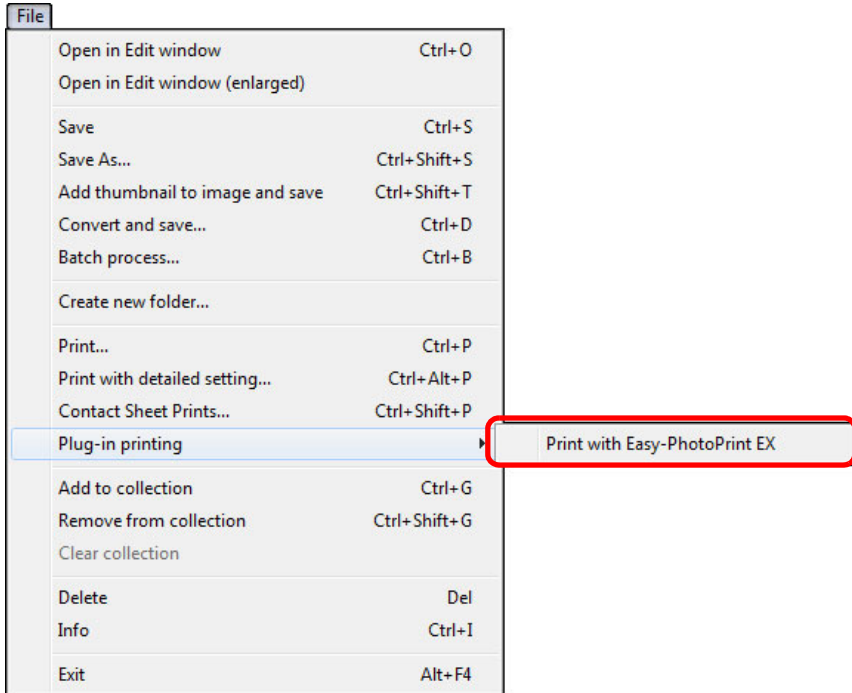 File
Open in Edit window Ctrl+O
Open in Edit window (enlarged)
Save Ctrl+S
Save As... Ctrl+Shift+S
Add thumbnail to image and save Ctrl+Shift+T
Convert and save... Ctrl+D
Batch process... Ctrl+B
Create new folder...
Print... Ctrl+P
Print with detailed setting... Ctrl+Alt+P
Contact Sheet Prints... Ctrl+Shift+P
Plug-in printing Print with Easy-PhotoPrint EX
Add to collection Ctrl+G
Remove from collection Ctrl+Shift+G
Clear collection
Delete Del
Info Ctrl+I
Exit Alt+F4